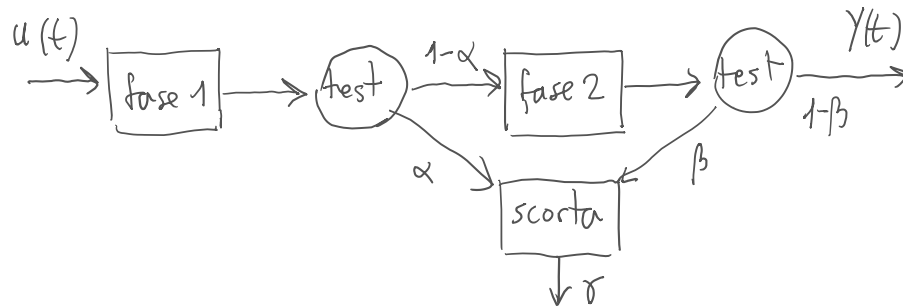 u(t)
fase 1
test
1-α
fase 2
test
y(t)
1-β
α
β
scorta
γ